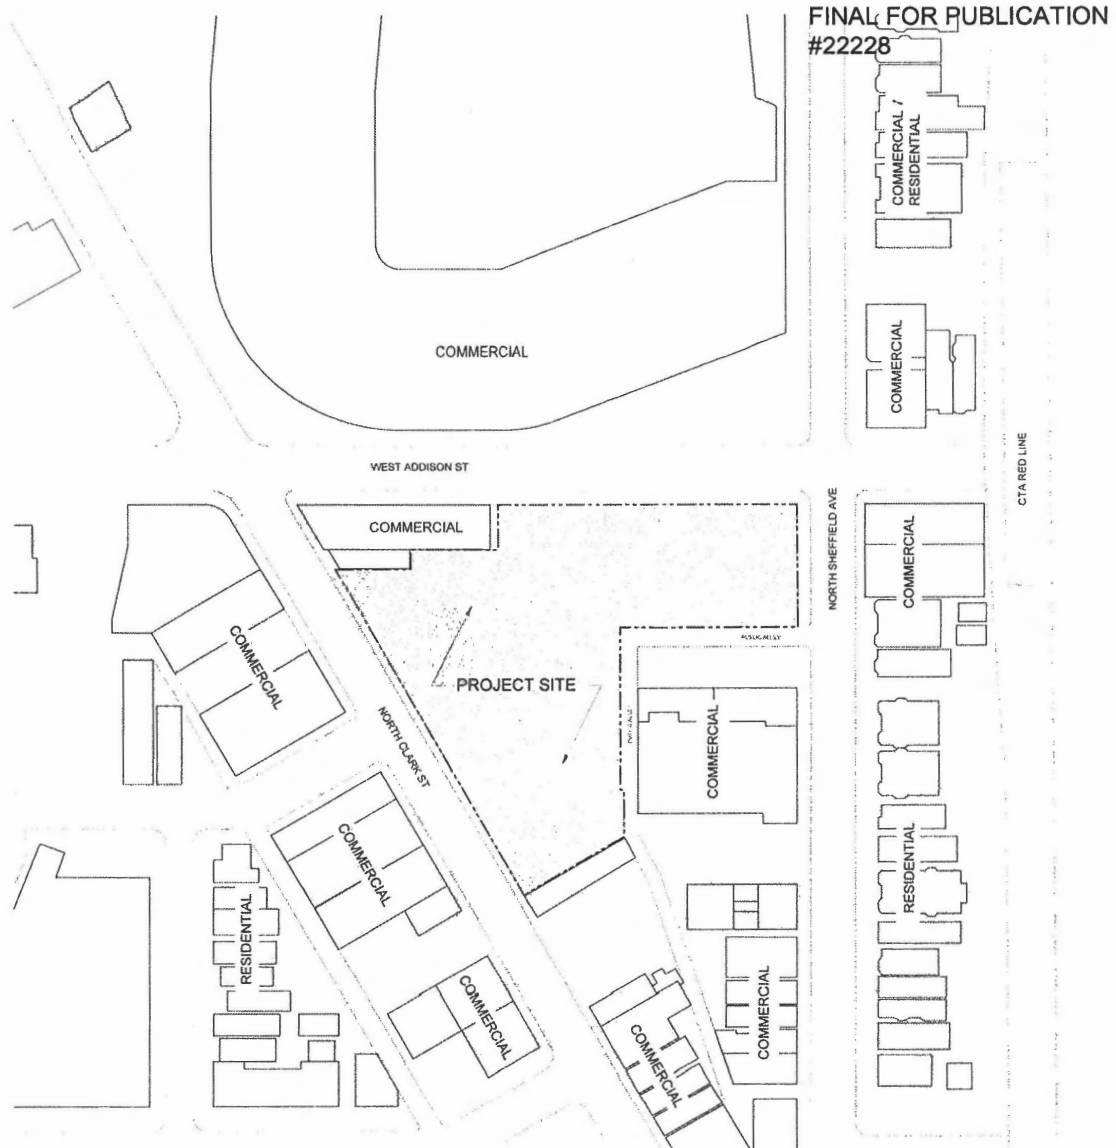 FINAL FOR PUBLICATION
#22228
COMMERCIAL /
RESIDENTIAL
COMMERCIAL
COMMERCIAL
WEST ADDISON ST
CTA RED LINE
COMMERCIAL
NORTH SHEFFIELD AVE
COMMERCIAL
COMMERCIAL
PROJECT SITE
NORTH CLARK ST
COMMERCIAL
COMMERCIAL
RESIDENTIAL
RESIDENTIAL
COMMERCIAL
COMMERCIAL
COMMERCIAL